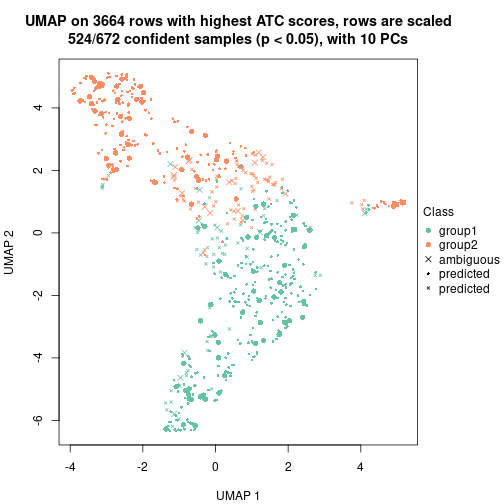 UMAP on 3664 rows with highest ATC scores, rows are scaled
524/672 confident samples (p < 0.05), with 10 PCs
4
2
0
-2
-4
-6
UMAP 2
-4
-2
0
2
4
UMAP 1
Class
group1
group2
ambiguous
predicted
predicted